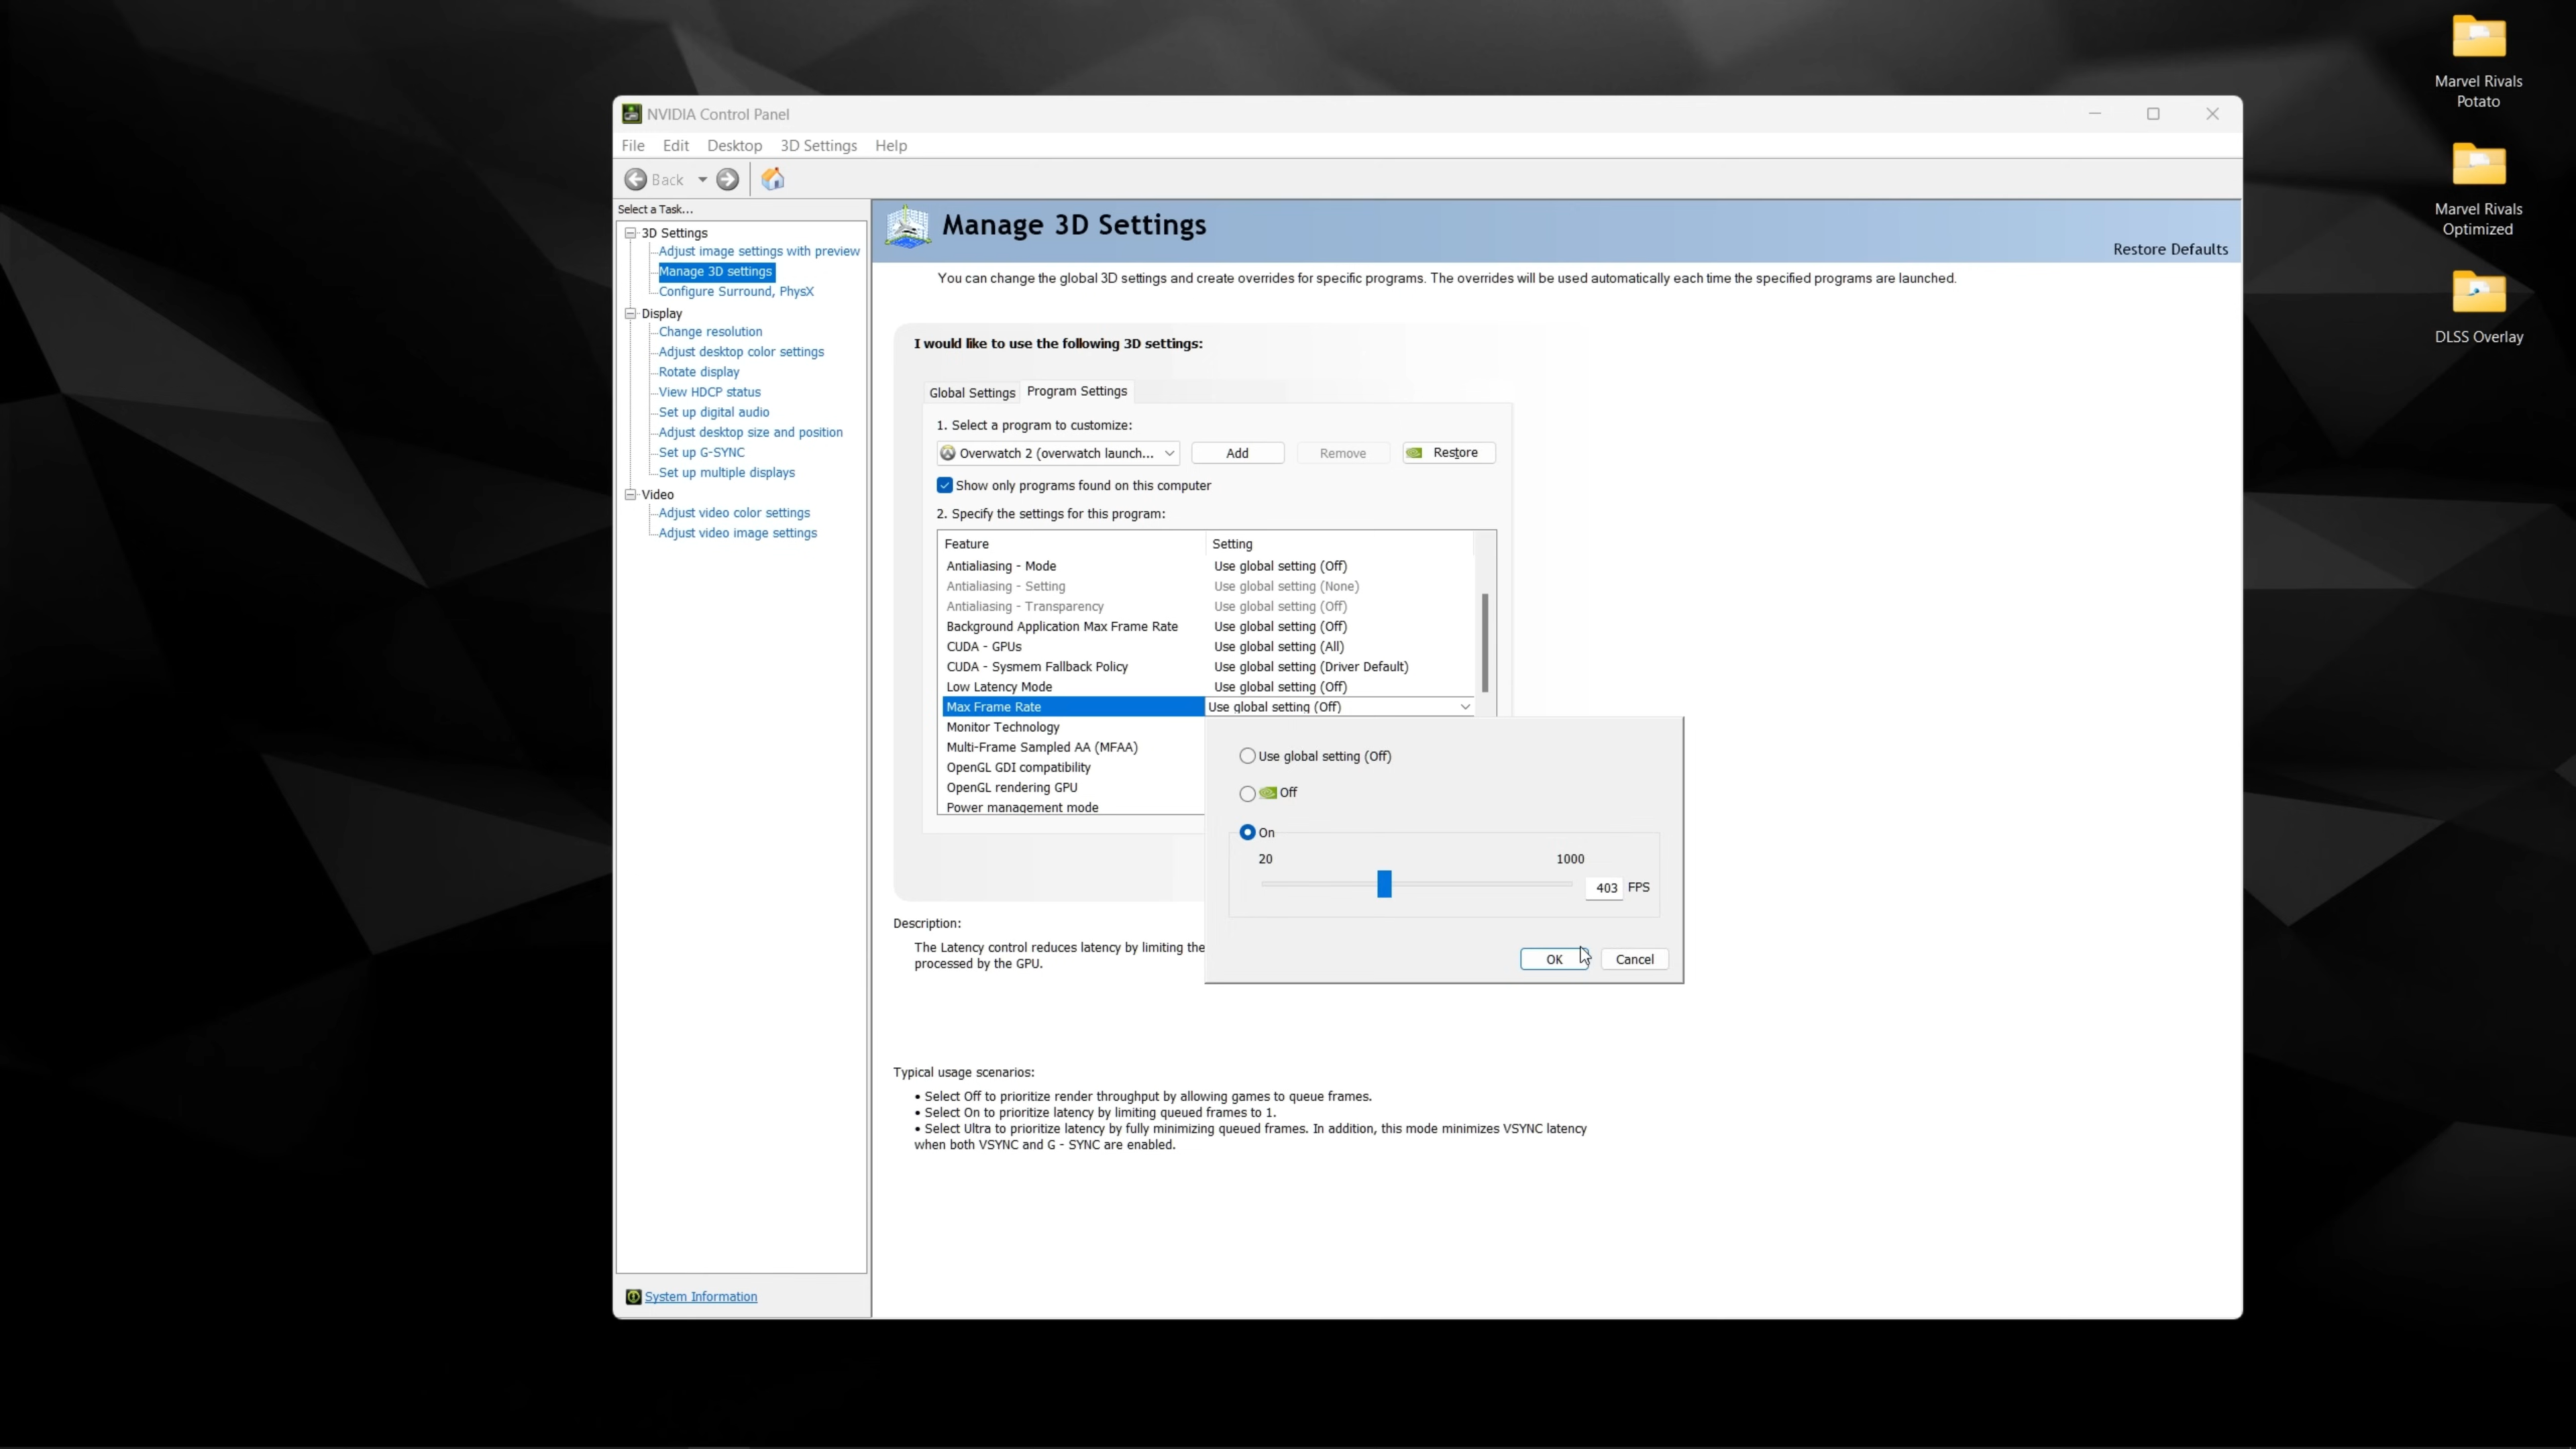 Marvel Rivals
Potato
Marvel Rivals
Optimized
DLSS Overlay
NVIDIA Control Panel
File Edit Desktop 3D Settings Help
Back
Select a Task...
3D Settings
Adjust image settings with preview
Manage 3D settings
Configure Surround, PhysX
Display
Change resolution
Adjust desktop color settings
Rotate display
View HDCP status
Set up digital audio
Adjust desktop size and position
Set up G-SYNC
Set up multiple displays
Video
Adjust video color settings
Adjust video image settings
System Information
Manage 3D Settings
Restore Defaults
You can change the global 3D settings and create overrides for specific programs. The overrides will be used automatically each time the specified programs are launched.
I would like to use the following 3D settings:
Global Settings Program Settings
1. Select a program to customize:
Overwatch 2 (overwatch launch... Add Remove Restore
Show only programs found on this computer
2. Specify the settings for this program:
Feature Setting
Antialiasing - Mode Use global setting (Off)
Antialiasing - Setting Use global setting (None)
Antialiasing - Transparency Use global setting (Off)
Background Application Max Frame Rate Use global setting (Off)
CUDA - GPUs Use global setting (All)
CUDA - Sysmem Fallback Policy Use global setting (Driver Default)
Low Latency Mode Use global setting (Off)
Max Frame Rate Use global setting (Off)
Monitor Technology
Multi-Frame Sampled AA (MFAA)
OpenGL GDI compatibility
OpenGL rendering GPU
Power management mode
Use global setting (Off)
Off
On
20 1000
403 FPS
OK Cancel
Description:
The Latency control reduces latency by limiting the
processed by the GPU.
Typical usage scenarios:
• Select Off to prioritize render throughput by allowing games to queue frames.
• Select On to prioritize latency by limiting queued frames to 1.
• Select Ultra to prioritize latency by fully minimizing queued frames. In addition, this mode minimizes VSYNC latency
when both VSYNC and G - SYNC are enabled.